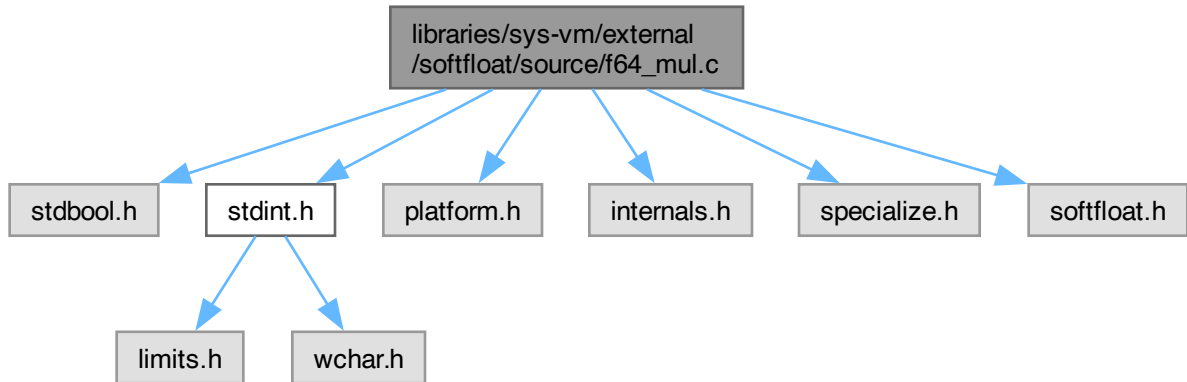 libraries/sys-vm/external
/softfloat/source/f64_mul.c
stdbool.h
stdint.h
platform.h
internals.h
specialize.h
softfloat.h
limits.h
wchar.h